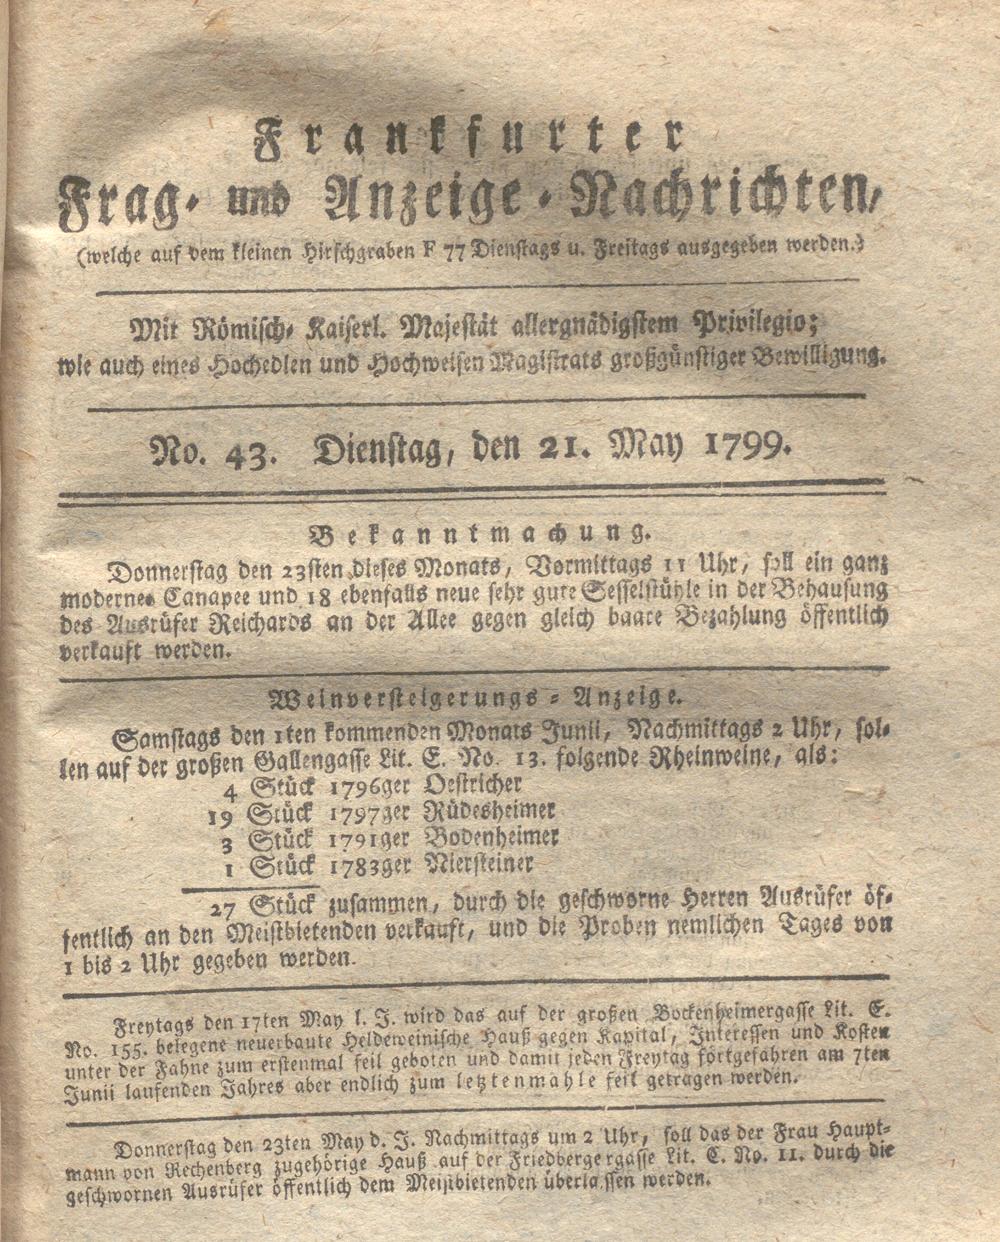 Frankfurter
Frag- und Anzeige-Nachrichten,
(welche auf dem kleinen Hirschgraben F 77 Dienstags u. Freitags ausgegeben werden.)
Mit Römisch-Kaiserl. Majestät allergnädigstem Privilegio;
wie auch eines Hochedlen und Hochweisen Magistrats großgünstiger Bewilligung.
No. 43. Dienstag, den 21. May 1799.
Bekanntmachung.
Donnerstag den 23sten dieses Monats, Vormittags 11 Uhr, soll ein ganz
modernes Canapee und 18 ebenfalls neue sehr gute Sesselstühle in der Behausung
des Ausrüfer Reichards an der Allee gegen gleich baare Bezahlung öffentlich
verkauft werden.
Weinversteigerungs-Anzeige.
Samstags den 1ten kommenden Monats Junii, Nachmittags 2 Uhr, sol-
len auf der großen Gallengasse Lit. E. No. 13. folgende Rheinweine, als:
4 Stück 1796ger Oestricher
19 Stück 1797ger Rüdesheimer
3 Stück 1791ger Bodenheimer
1 Stück 1783ger Niersteiner
27 Stück zusammen, durch die geschworne Herren Ausrüfer öf-
fentlich an den Meistbietenden verkauft, und die Proben nemlichen Tages von
1 bis 2 Uhr gegeben werden.
Freytags den 17ten May l. J. wird das auf der großen Bockenheimergasse Lit. E.
No. 155. belegene neuerbaute Heldeweinische Hauß gegen Kapital, Interessen und Kosten
unter der Fahne zum erstenmal feil geboten und damit jeden Freytag fortgefahren am 7ten
Junii laufenden Jahres aber endlich zum letztenmahle feil getragen werden.
Donnerstag den 23ten May d. J. Nachmittags um 2 Uhr, soll das der Frau Haupt-
mann von Rechenberg zugehörige Hauß auf der Friedbergergasse Lit. C. No. 11. durch die
geschwornen Ausrüfer öffentlich dem Meistbietenden überlassen werden.